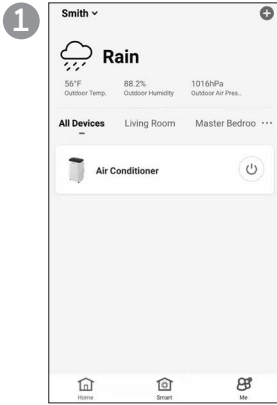 1
Smith
Rain
56°F 88.2% 1016hPa
Outdoor Temp. Outdoor Humidity Outdoor Air Pres...
All Devices Living Room Master Bedroo ...
Air Conditioner
Home Smart Me